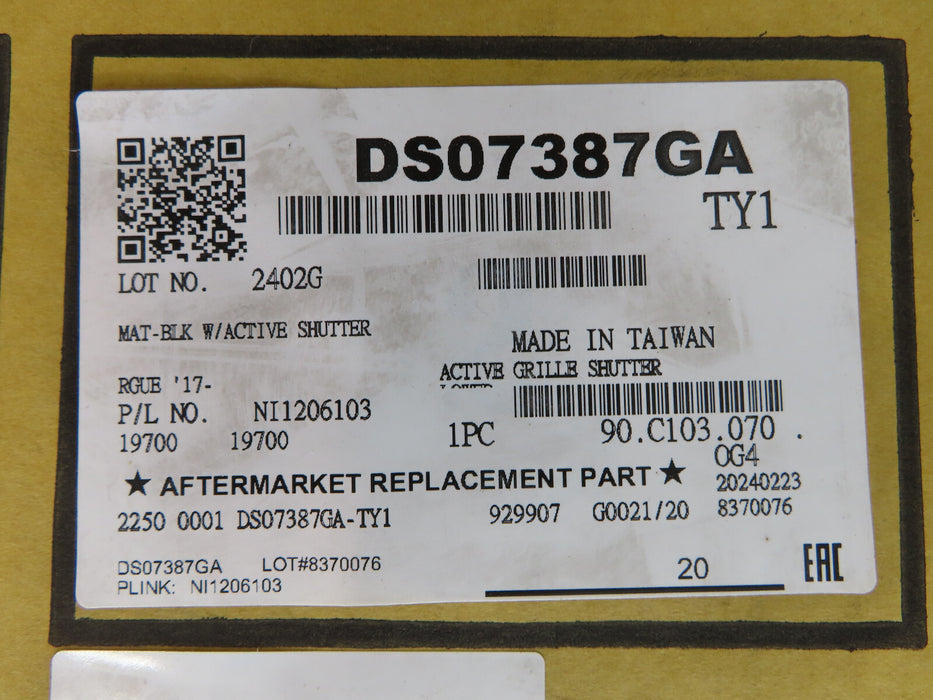 DS07387GA
TY1
LOT NO. 2402G
MAT-BLK W/ACTIVE SHUTTER
MADE IN TAIWAN
ACTIVE GRILLE SHUTTER
RGUE '17-
P/L NO. NI1206103
19700 19700
1PC
90.C103.070 .
OG4
★ AFTERMARKET REPLACEMENT PART ★
20240223
2250 0001 DS07387GA-TY1 929907 G0021/20 8370076
DS07387GA LOT#8370076
PLINK: NI1206103
20
EAC